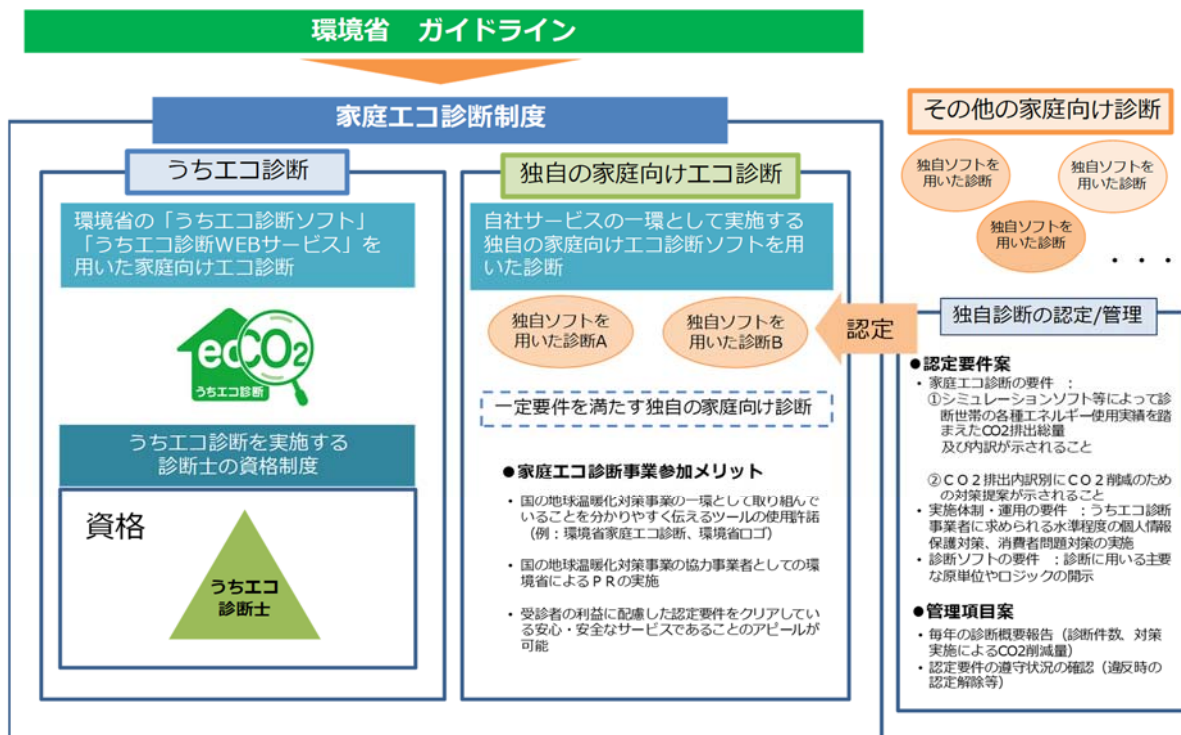 環境省　ガイドライン
家庭エコ診断制度
うちエコ診断
環境省の「うちエコ診断ソフト」
「うちエコ診断WEBサービス」を
用いた家庭向けエコ診断
ecCO2
うちエコ診断
うちエコ診断を実施する
診断士の資格制度
資格
うちエコ
診断士
独自の家庭向けエコ診断
自社サービスの一環として実施する
独自の家庭向けエコ診断ソフトを用
いた診断
独自ソフトを
用いた診断A
独自ソフトを
用いた診断B
一定要件を満たす独自の家庭向け診断
●家庭エコ診断事業参加メリット
・国の地球温暖化対策事業の一環として取り組んで
いることを分かりやすく伝えるツールの使用許諾
（例：環境省家庭エコ診断、環境省ロゴ）
・国の地球温暖化対策事業の協力事業者としての環
境省によるＰＲの実施
・受診者の利益に配慮した認定要件をクリアしてい
る安心・安全なサービスであることのアピールが
可能
その他の家庭向け診断
独自ソフトを
用いた診断
独自ソフトを
用いた診断
独自ソフトを
用いた診断
・・・
認定
独自診断の認定/管理
●認定要件案
・家庭エコ診断の要件　：
①シミュレーションソフト等によって診
断世帯の各種エネルギー使用実績を踏
まえたCO2排出総量
及び内訳が示されること
②ＣＯ２排出内訳別にＣＯ２削減のため
の対策提案が示されること
・実施体制・運用の要件　：うちエコ診断
事業者に求められる水準程度の個人情報
保護対策、消費者問題対策の実施
・診断ソフトの要件　：診断に用いる主要
な原単位やロジックの開示
●管理項目案
・毎年の診断概要報告（診断件数、対策
実施によるCO2削減量）
・認定要件の遵守状況の確認（違反時の
認定解除等）